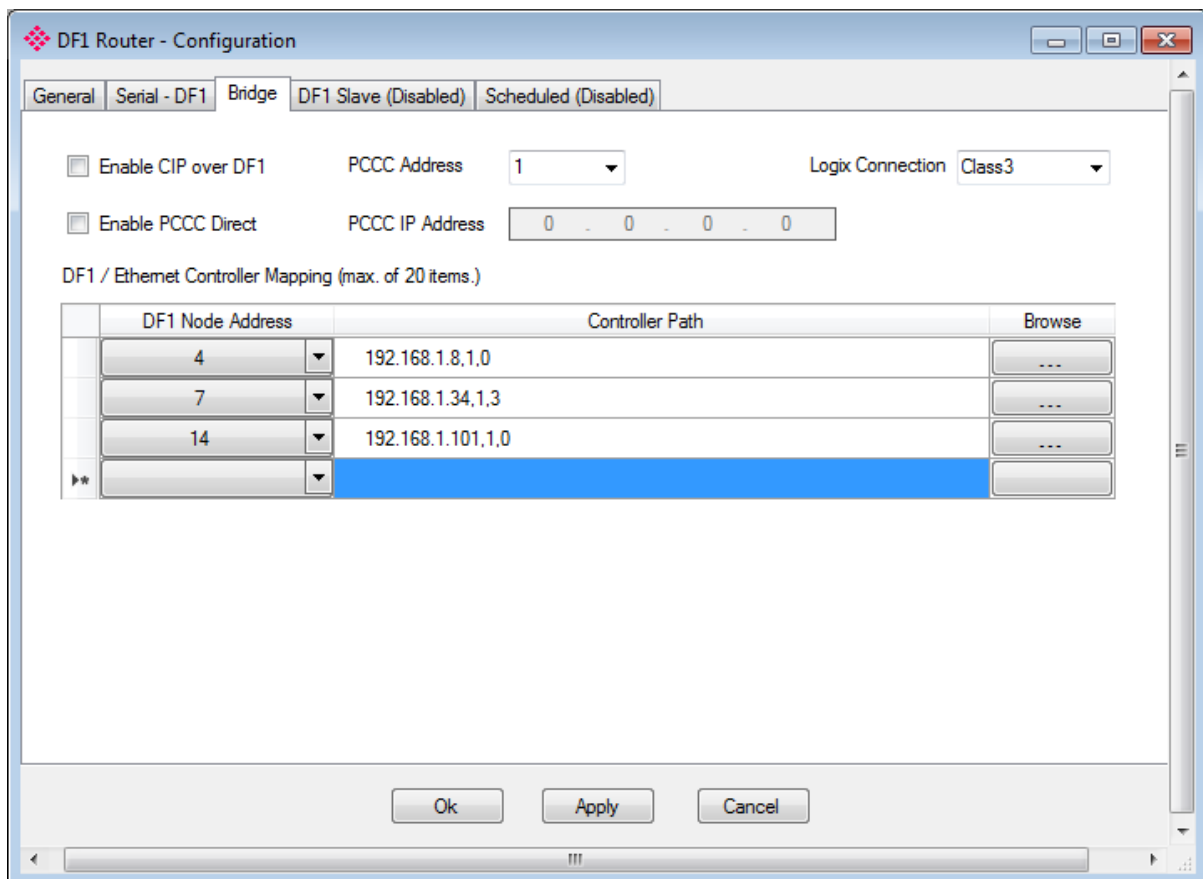 DF1 Router - Configuration
General Serial - DF1 Bridge DF1 Slave (Disabled) Scheduled (Disabled)
Enable CIP over DF1 PCCC Address 1 Logix Connection Class3
Enable PCCC Direct PCCC IP Address 0 . 0 . 0 . 0
DF1 / Ethernet Controller Mapping (max. of 20 items.)
DF1 Node Address Controller Path Browse
4 192.168.1.8,1,0 ...
7 192.168.1.34,1,3 ...
14 192.168.1.101,1,0 ...
Ok Apply Cancel